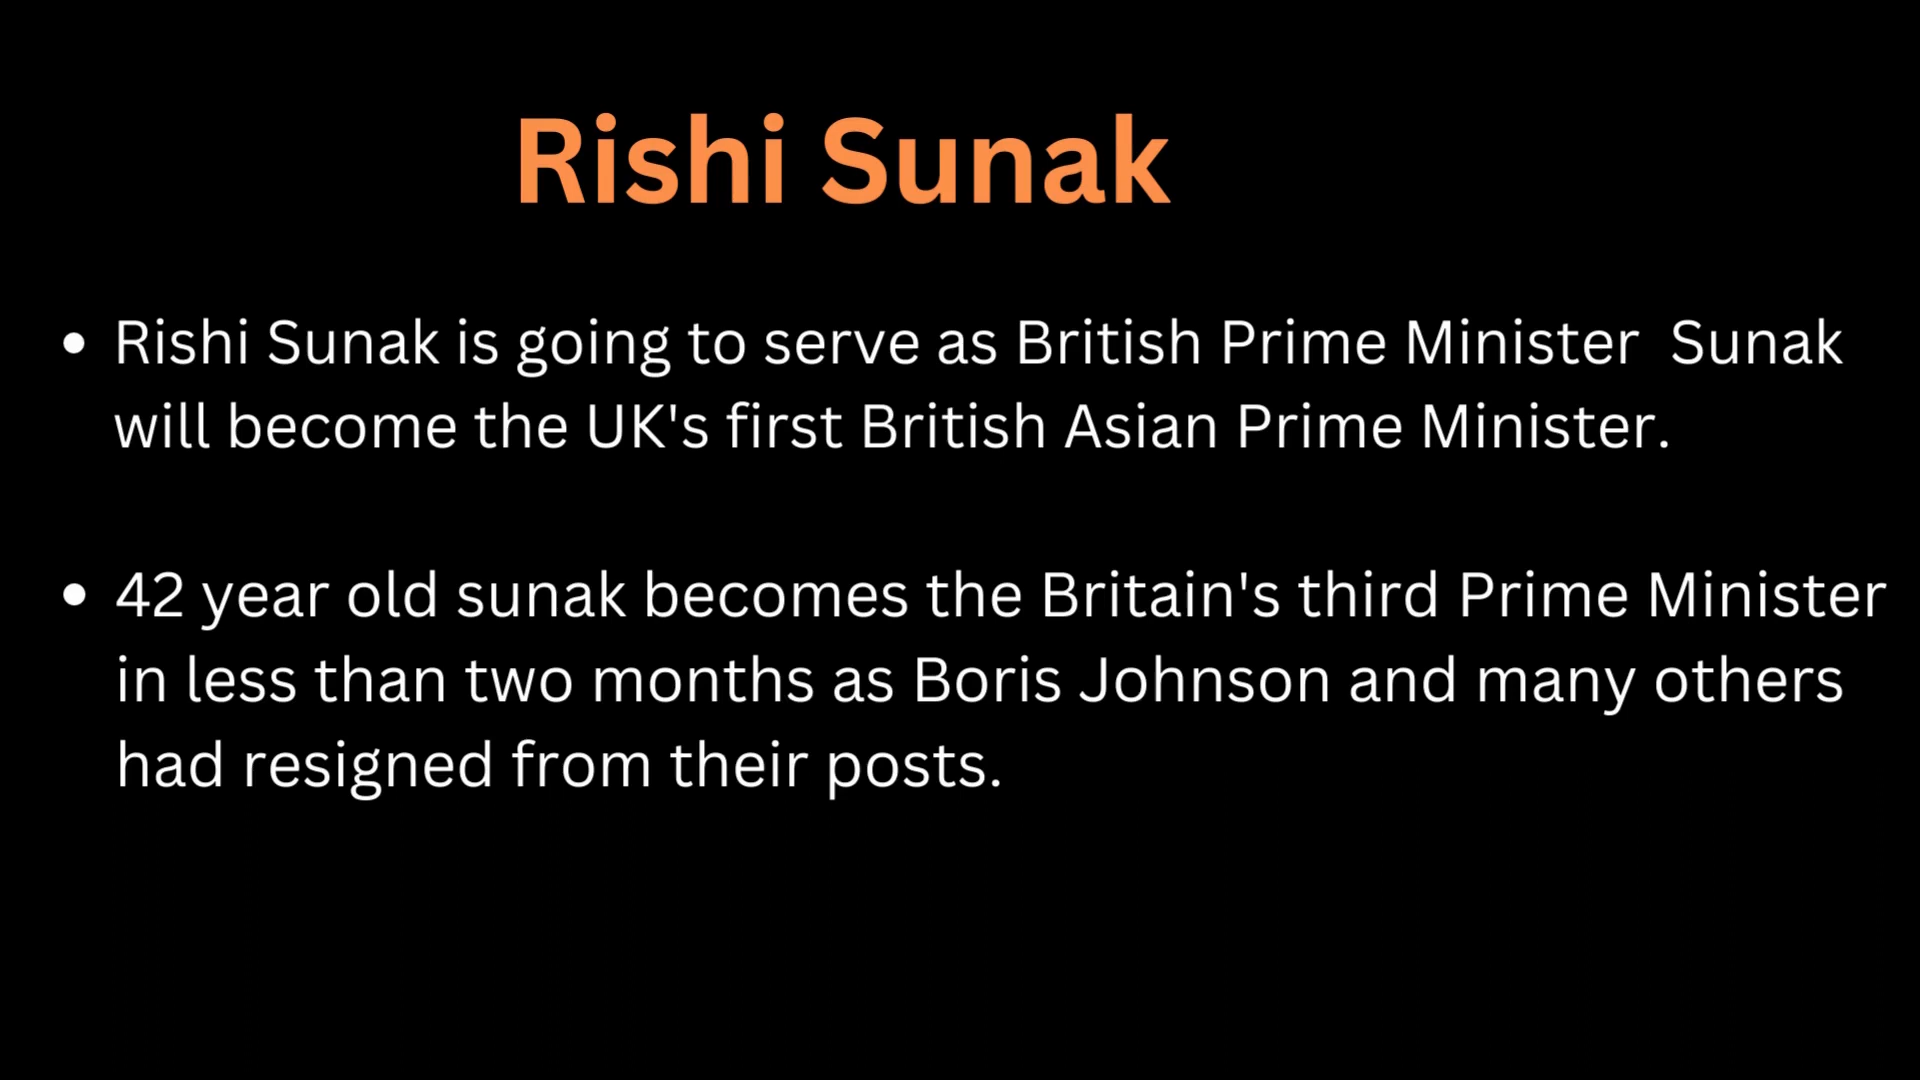 Rishi Sunak
• Rishi Sunak is going to serve as British Prime Minister  Sunak
will become the UK's first British Asian Prime Minister.
• 42 year old sunak becomes the Britain's third Prime Minister
in less than two months as Boris Johnson and many others
had resigned from their posts.